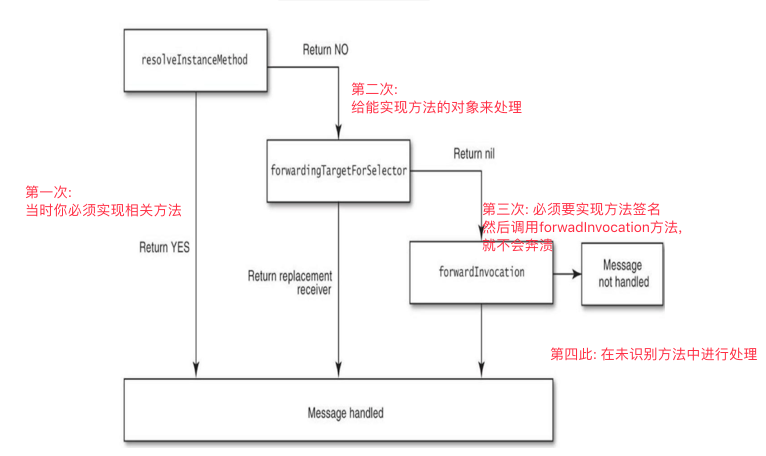 resolveInstanceMethod
Return NO
第二次:
给能实现方法的对象来处理
forwardingTargetForSelector
Return nil
第一次:
当时你必须实现相关方法
第三次: 必须要实现方法签名
然后调用forwadInvocation方法,
就不会奔溃
Return YES
Return replacement
receiver
forwardInvocation
Message
not handled
第四此: 在未识别方法中进行处理
Message handled